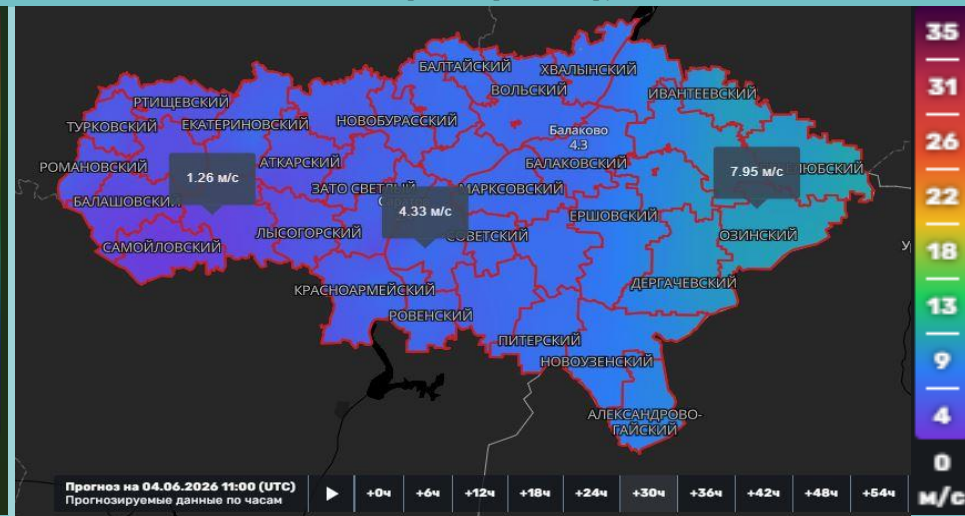 35
БАЛТАЙСКИЙ
ХВАЛЫНСКИЙ
31
ВОЛЬСКИЙ
ИВАНТЕЕВСКИЙ
РТИЩЕВСКИЙ
ТУРКОВСКИЙ
ЕКАТЕРИНОВСКИЙ
НОВОБУРАССКИЙ
Балаково
4.3
26
РОМАНОВСКИЙ
АТКАРСКИЙ
БАЛАКОВСКИЙ
1.26 м/с
7.95 м/с
ЗАТО СВЕТЛЫЙ
МАРКСОВСКИЙ
22
БАЛАШОВСКИЙ
4.33 м/с
ЕРШОВСКИЙ
ЛЫСОГОРСКИЙ
СОВЕТСКИЙ
ОЗИНСКИЙ
САМОЙЛОВСКИЙ
18
КРАСНОАРМЕЙСКИЙ
ДЕРГАЧЕВСКИЙ
13
РОВЕНСКИЙ
ПИТЕРСКИЙ
НОВОУЗЕНСКИЙ
9
АЛЕКСАНДРОВО-
ГАЙСКИЙ
4
0
Прогноз на 04.06.2026 11:00 (UTC)
Прогнозируемые данные по часам
+0ч +6ч +12ч +18ч +24ч +30ч +36ч +42ч +48ч +54ч
м/с